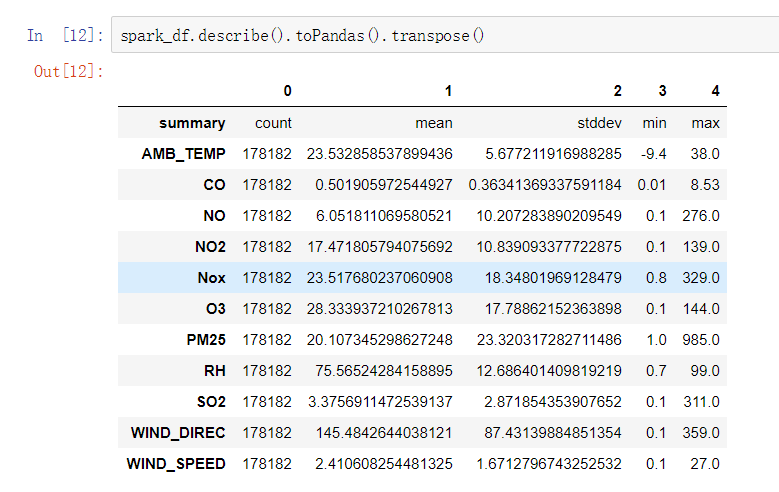 In [12]: spark_df.describe().toPandas().transpose()
Out[12]:
0 1 2 3 4
summary count mean stddev min max
AMB_TEMP 178182 23.532858537899436 5.677211916988285 -9.4 38.0
CO 178182 0.501905972544927 0.36341369337591184 0.01 8.53
NO 178182 6.051811069580521 10.207283890209549 0.1 276.0
NO2 178182 17.471805794075692 10.839093377722875 0.1 139.0
Nox 178182 23.517680237060908 18.34801969128479 0.8 329.0
O3 178182 28.333937210267813 17.78862152363898 0.1 144.0
PM25 178182 20.107345298627248 23.320317282711486 1.0 985.0
RH 178182 75.56524284158895 12.686401409819219 0.7 99.0
SO2 178182 3.3756911472539137 2.871854353907652 0.1 311.0
WIND_DIREC 178182 145.4842644038121 87.43139884851354 0.1 359.0
WIND_SPEED 178182 2.410608254481325 1.6712796743252532 0.1 27.0